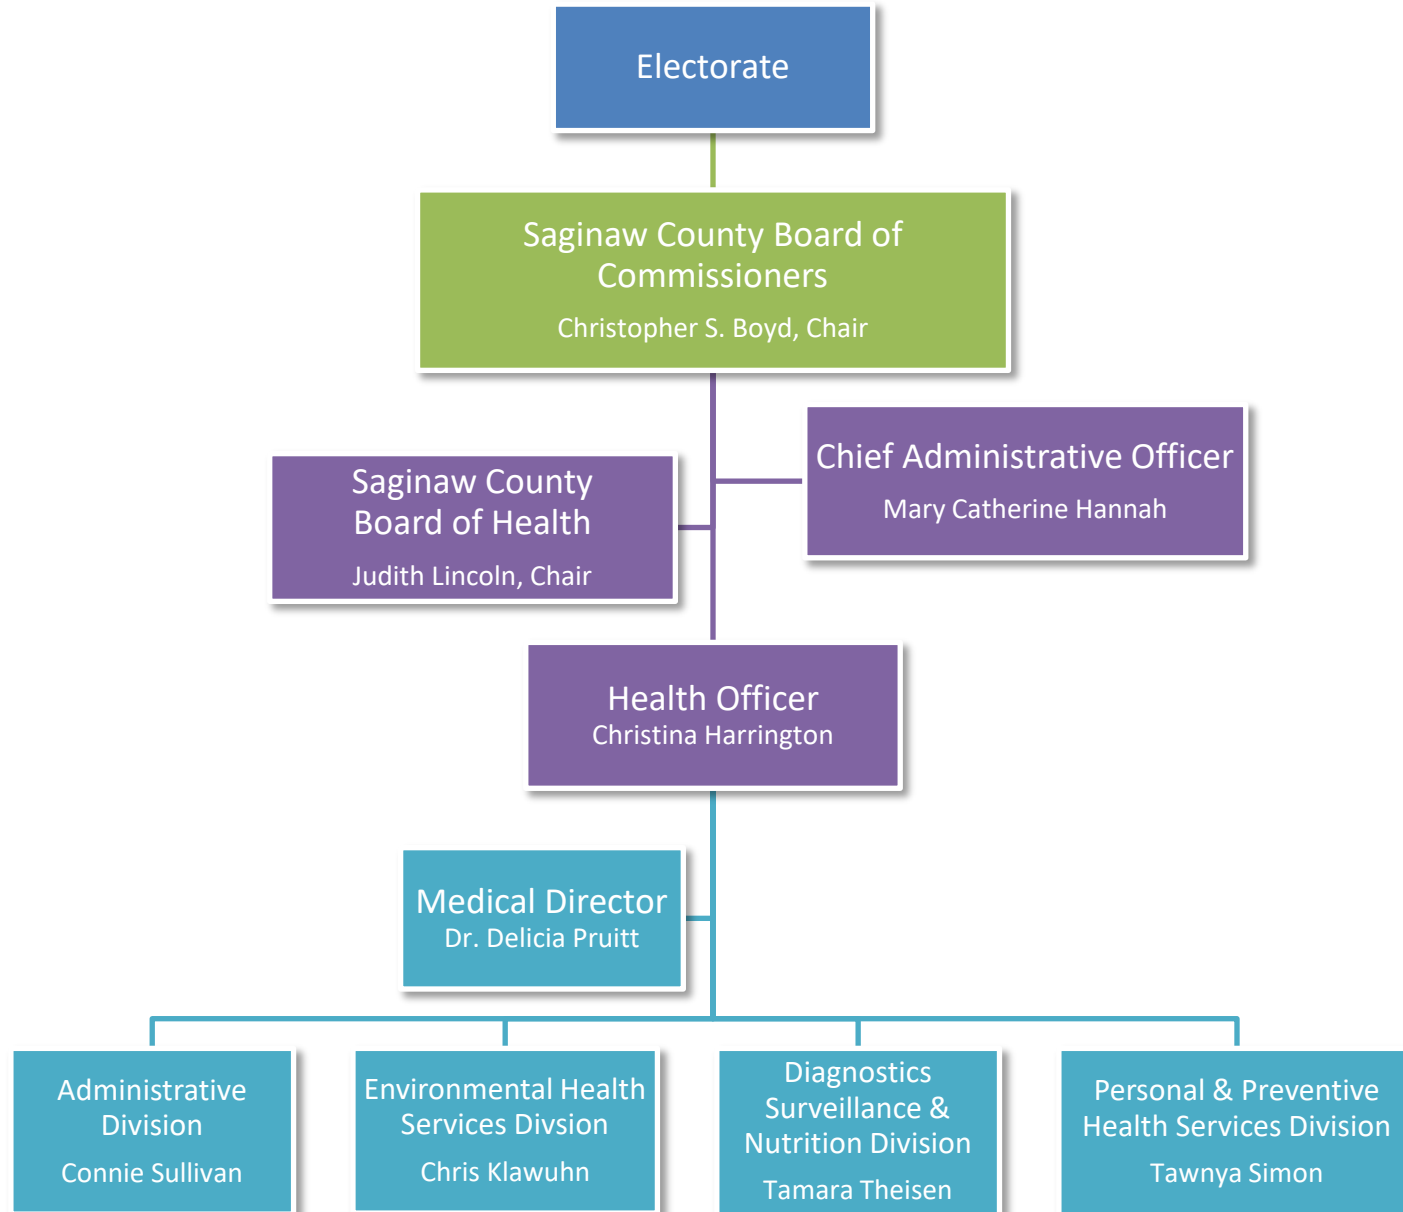 Electorate
Saginaw County Board of
Commissioners
Christopher S. Boyd, Chair
Chief Administrative Officer
Mary Catherine Hannah
Saginaw County
Board of Health
Judith Lincoln, Chair
Health Officer
Christina Harrington
Medical Director
Dr. Delicia Pruitt
Administrative
Division
Connie Sullivan
Environmental Health
Services Divsion
Chris Klawuhn
Diagnostics
Surveillance &
Nutrition Division
Tamara Theisen
Personal & Preventive
Health Services Division
Tawnya Simon